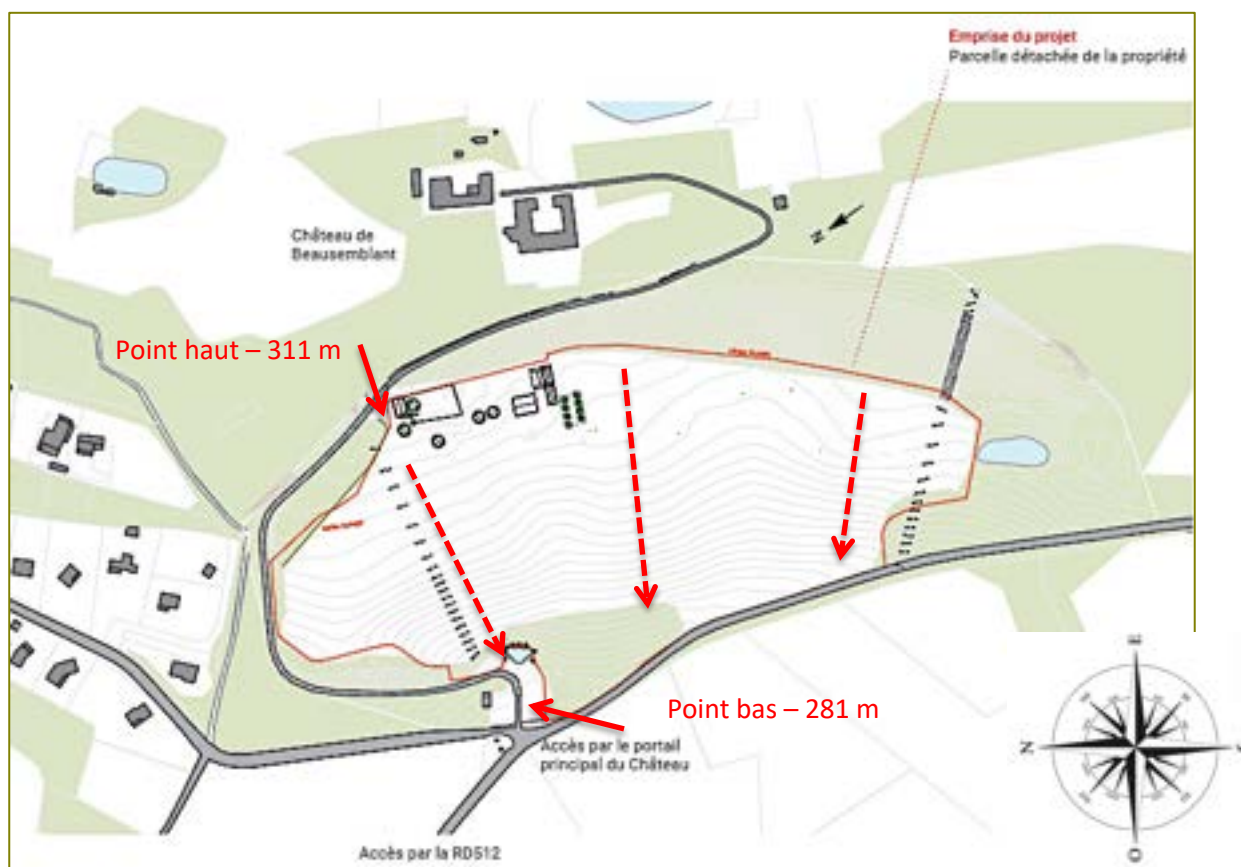 Emprise du projet
Parcelle détachée de la propriété
Château de
Beausemblant
N
Point haut – 311 m
Point bas – 281 m
Accès par le portail
principal du Château
Accès par la RD512
E
N
O